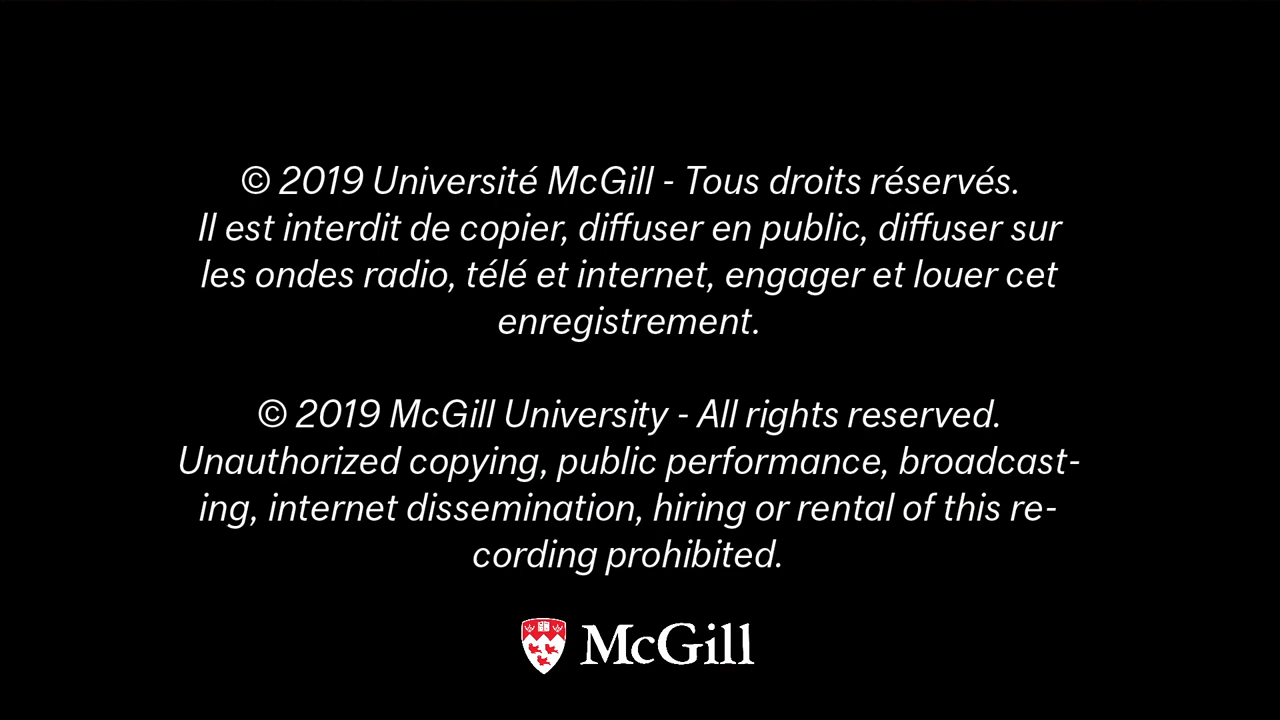 © 2019 Université McGill - Tous droits réservés.
Il est interdit de copier, diffuser en public, diffuser sur
les ondes radio, télé et internet, engager et louer cet
enregistrement.
© 2019 McGill University - All rights reserved.
Unauthorized copying, public performance, broadcast-
ing, internet dissemination, hiring or rental of this re-
cording prohibited.
McGill